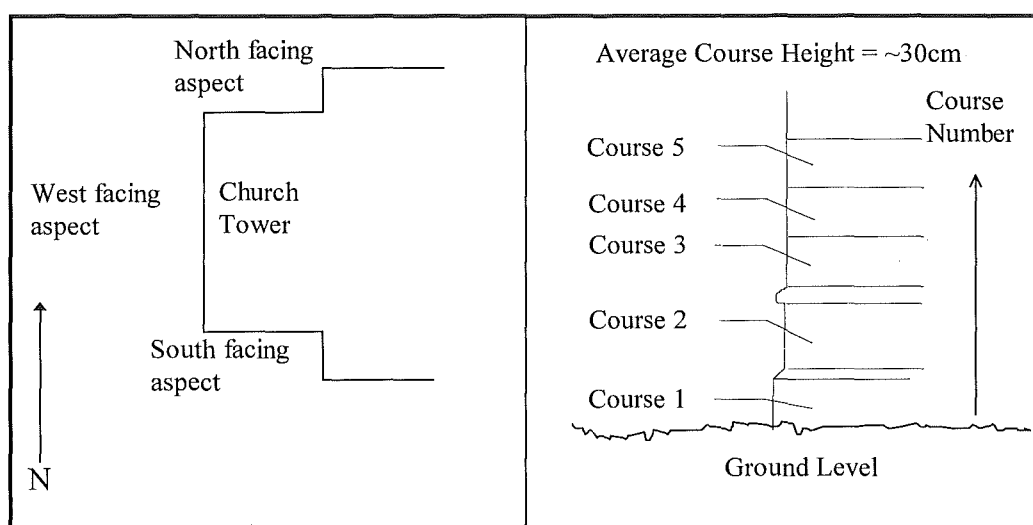 North facing
aspect
West facing
aspect
Church
Tower
South facing
aspect
N
Average Course Height = ~30cm
Course
Number
Course 5
Course 4
Course 3
Course 2
Course 1
Ground Level